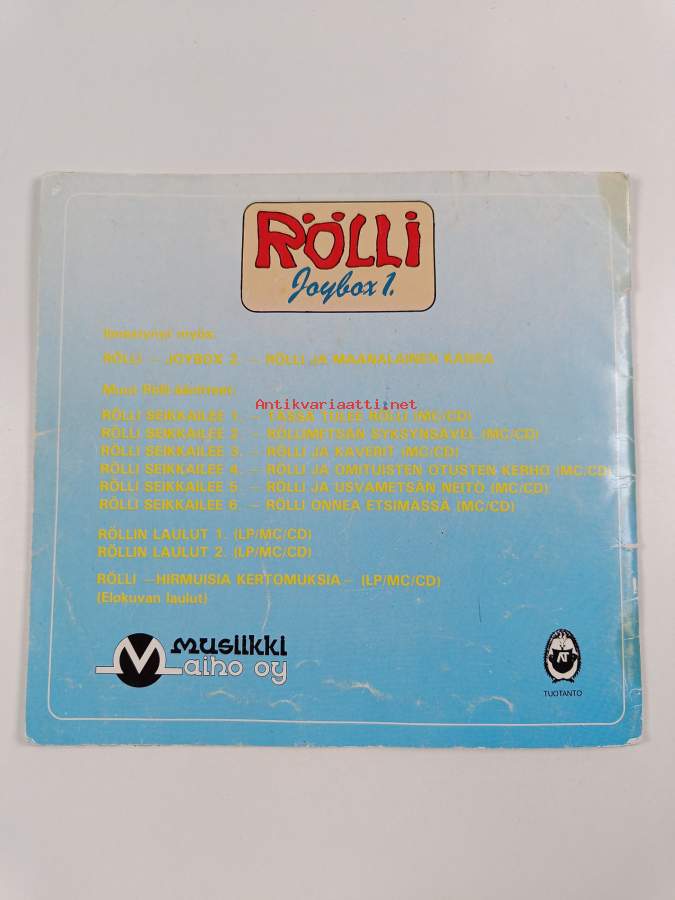 RÖLLI
Joybox 1.
Ilmestynyt myös:
RÖLLI — JOYBOX 2. — RÖLLI JA MAANALAINEN KANSA
Muut Rölli-äänitteet:
Antikvariaatti.net
RÖLLI SEIKKAILEE 1. — TÄSSÄ TULEE RÖLLI (MC/CD)
RÖLLI SEIKKAILEE 2. — RÖLLIMETSÄN SYKSYNSÄVEL (MC/CD)
RÖLLI SEIKKAILEE 3. — RÖLLI JA KAVERIT (MC/CD)
RÖLLI SEIKKAILEE 4. — RÖLLI JA OMITUISTEN OTUSTEN KERHO (MC/CD)
RÖLLI SEIKKAILEE 5. — RÖLLI JA USVAMETSÄN NEITO (MC/CD)
RÖLLI SEIKKAILEE 6. — RÖLLI ONNEA ETSIMÄSSÄ (MC/CD)
RÖLLIN LAULUT 1. (LP/MC/CD)
RÖLLIN LAULUT 2. (LP/MC/CD)
RÖLLI —HIRMUISIA KERTOMUKSIA— (LP/MC/CD)
(Elokuvan laulut)
musiikki
Maiho oy
TUOTANTO